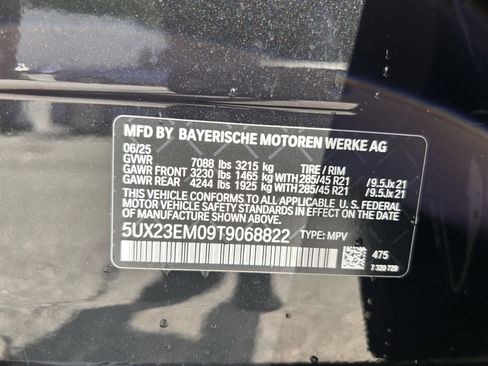 MFD BY BAYERISCHE MOTOREN WERKE AG
06/25
GVWR 7088 lbs 3215 kg TIRE / RIM
GAWR FRONT 3230 lbs 1465 kg WITH 285/45 R21 / 9.5Jx21
GAWR REAR 4244 lbs 1925 kg WITH 285/45 R21 / 9.5Jx21
THIS VEHICLE CONFORMS TO ALL APPLICABLE U.S. FEDERAL
MOTOR VEHICLE SAFETY STANDARDS IN EFFECT ON THE
DATE OF MANUFACTURE SHOWN ABOVE.
5UX23EM09T9068822 TYPE: MPV
475
7 320 729